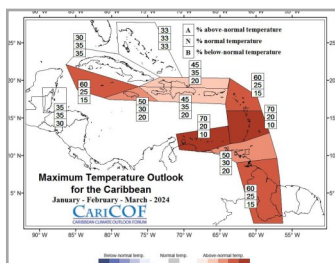 A % above-normal temperature
N % normal temperature
B % below-normal temperature
30
35
35
33
33
33
45
35
20
60
25
15
60
25
15
35
35
30
50
30
20
45
35
20
70
20
10
70
20
10
50
30
20
60
25
15
20°N
15°N
10°N
5°N
Maximum Temperature Outlook
for the Caribbean
January - February - March - 2024
CARICOF
CARIBBEAN CLIMATE OUTLOOK FORUM
90°W 85°W 80°W 75°W 70°W 65°W 60°W 55°W
Below normal temp. Normal temp. Above normal temp.